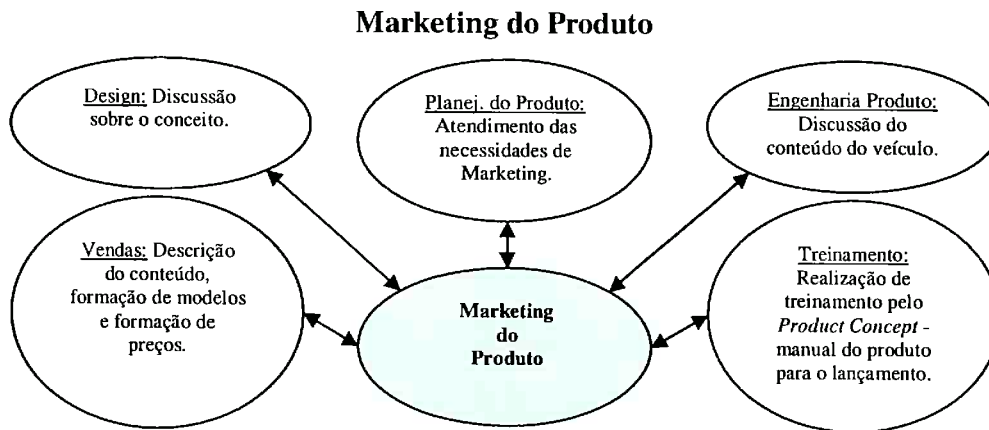 Marketing do Produto
Design: Discussão
sobre o conceito.
Planej. do Produto:
Atendimento das
necessidades de
Marketing.
Engenharia Produto:
Discussão do
conteúdo do veículo.
Vendas: Descrição
do conteúdo,
formação de modelos
e formação de
preços.
Marketing
do
Produto
Treinamento:
Realização de
treinamento pelo
Product Concept -
manual do produto
para o lançamento.